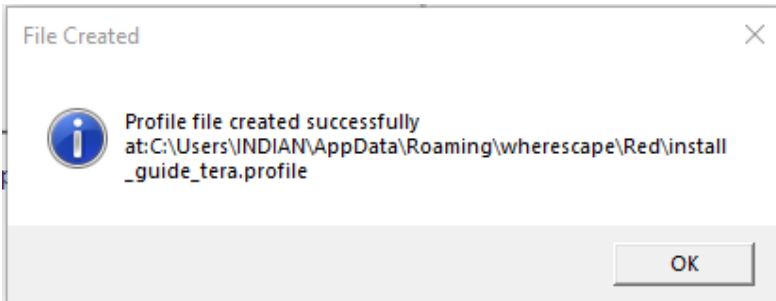 File Created
Profile file created successfully
at:C:\Users\INDIAN\AppData\Roaming\wherescape\Red\install
_guide_tera.profile
OK